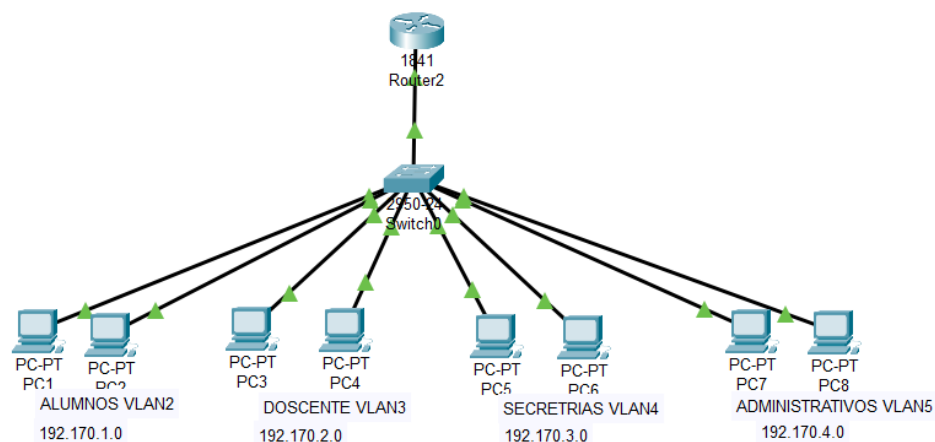 1841
Router2
2950-24
Switch0
PC-PT
PC1
PC-PT
PC2
PC-PT
PC3
PC-PT
PC4
PC-PT
PC5
PC-PT
PC6
PC-PT
PC7
PC-PT
PC8
ALUMNOS VLAN2
192.170.1.0
DOSCENTE VLAN3
192.170.2.0
SECRETRIAS VLAN4
192.170.3.0
ADMINISTRATIVOS VLAN5
192.170.4.0